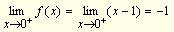 lim x→0⁺ f(x) = lim x→0⁺ (x − 1) = −1